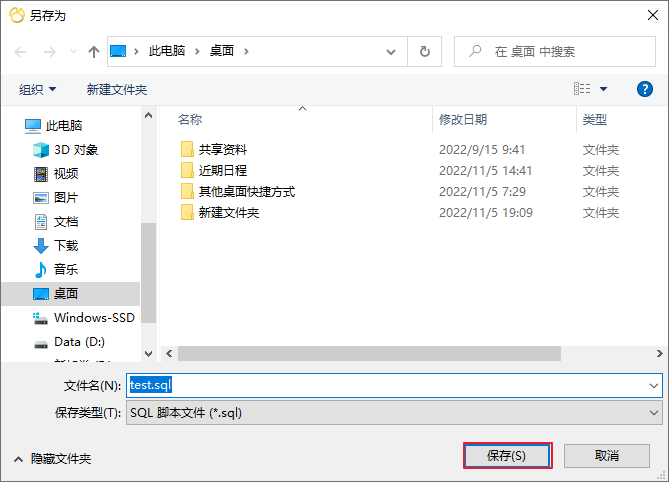 另存为
此电脑 › 桌面 ›
在 桌面 中搜索
组织 新建文件夹
此电脑
3D 对象
视频
图片
文档
下载
音乐
桌面
Windows-SSD
Data (D:)
名称 修改日期 类型
共享资料 2022/9/15 9:41 文件夹
近期日程 2022/11/5 14:41 文件夹
其他桌面快捷方式 2022/11/5 7:29 文件夹
新建文件夹 2022/11/5 19:09 文件夹
文件名(N): test.sql
保存类型(T): SQL 脚本文件 (*.sql)
隐藏文件夹 保存(S) 取消